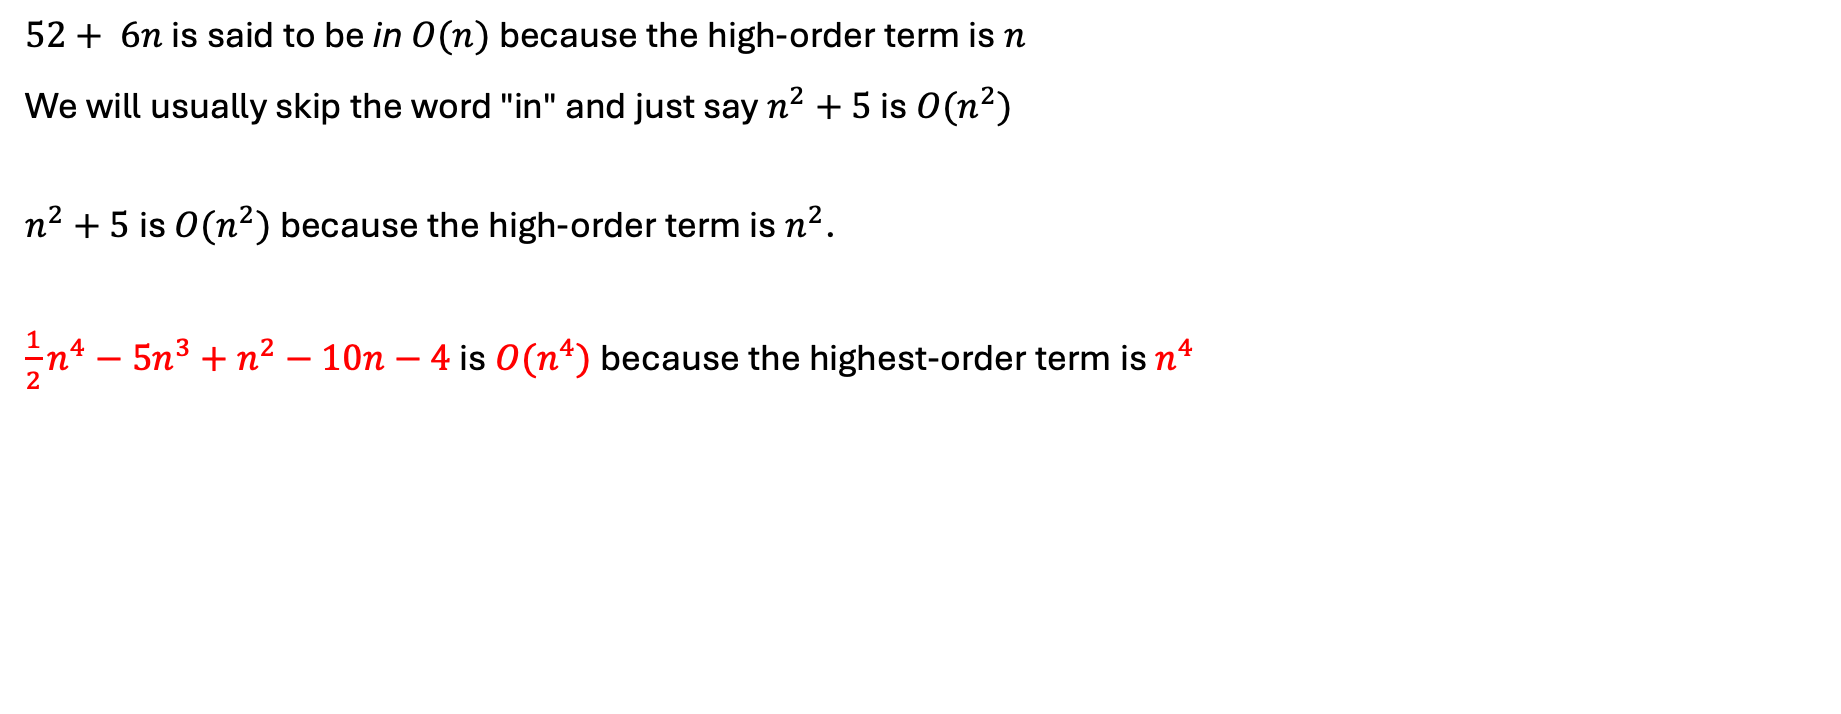 52 + 6n is said to be in O(n) because the high-order term is n
We will usually skip the word "in" and just say n² + 5 is O(n²)
n² + 5 is O(n²) because the high-order term is n².
½n⁴ − 5n³ + n² − 10n − 4 is O(n⁴) because the highest-order term is n⁴